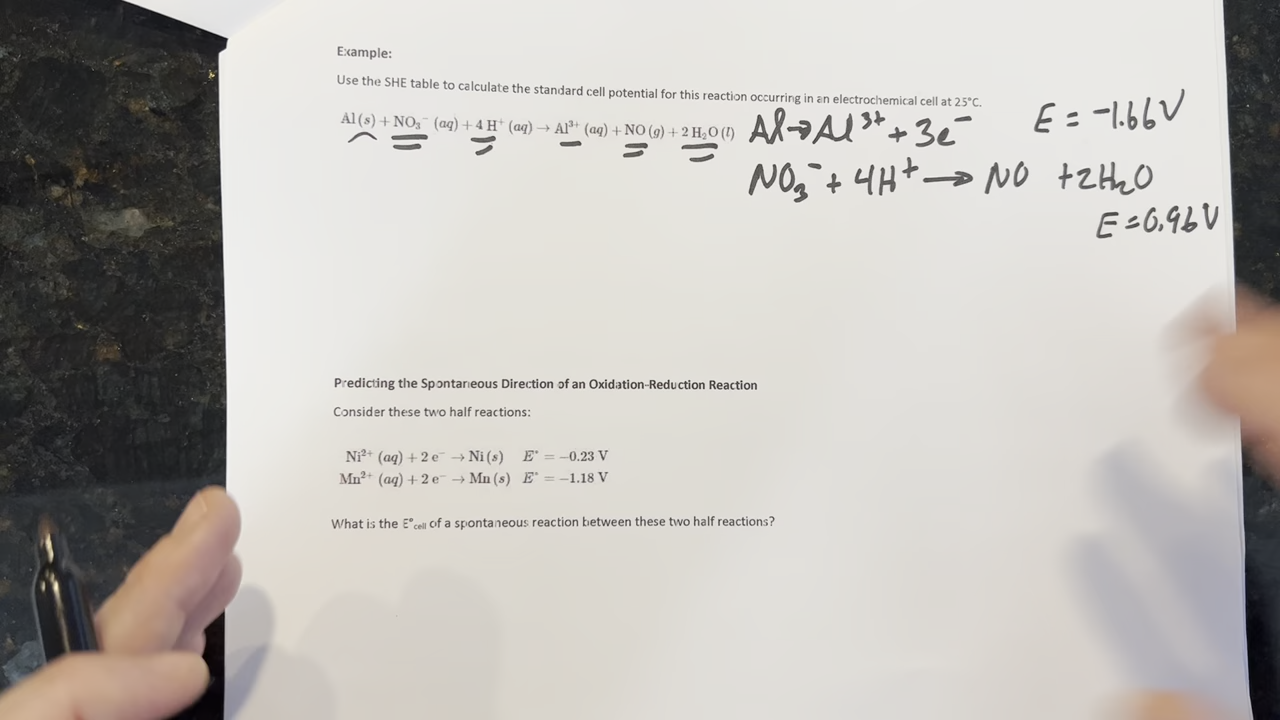 Example:
Use the SHE table to calculate the standard cell potential for this reaction occurring in an electrochemical cell at 25°C.
Al (s) + NO₃⁻ (aq) + 4 H⁺ (aq) → Al³⁺ (aq) + NO (g) + 2 H₂O (l)
Al → Al³⁺ + 3e⁻ E = -1.66V
NO₃⁻ + 4H⁺ → NO + 2H₂O
E = 0.96V
Predicting the Spontaneous Direction of an Oxidation-Reduction Reaction
Consider these two half reactions:
Ni²⁺ (aq) + 2 e⁻ → Ni (s) E° = −0.23 V
Mn²⁺ (aq) + 2 e⁻ → Mn (s) E° = −1.18 V
What is the E°cell of a spontaneous reaction between these two half reactions?